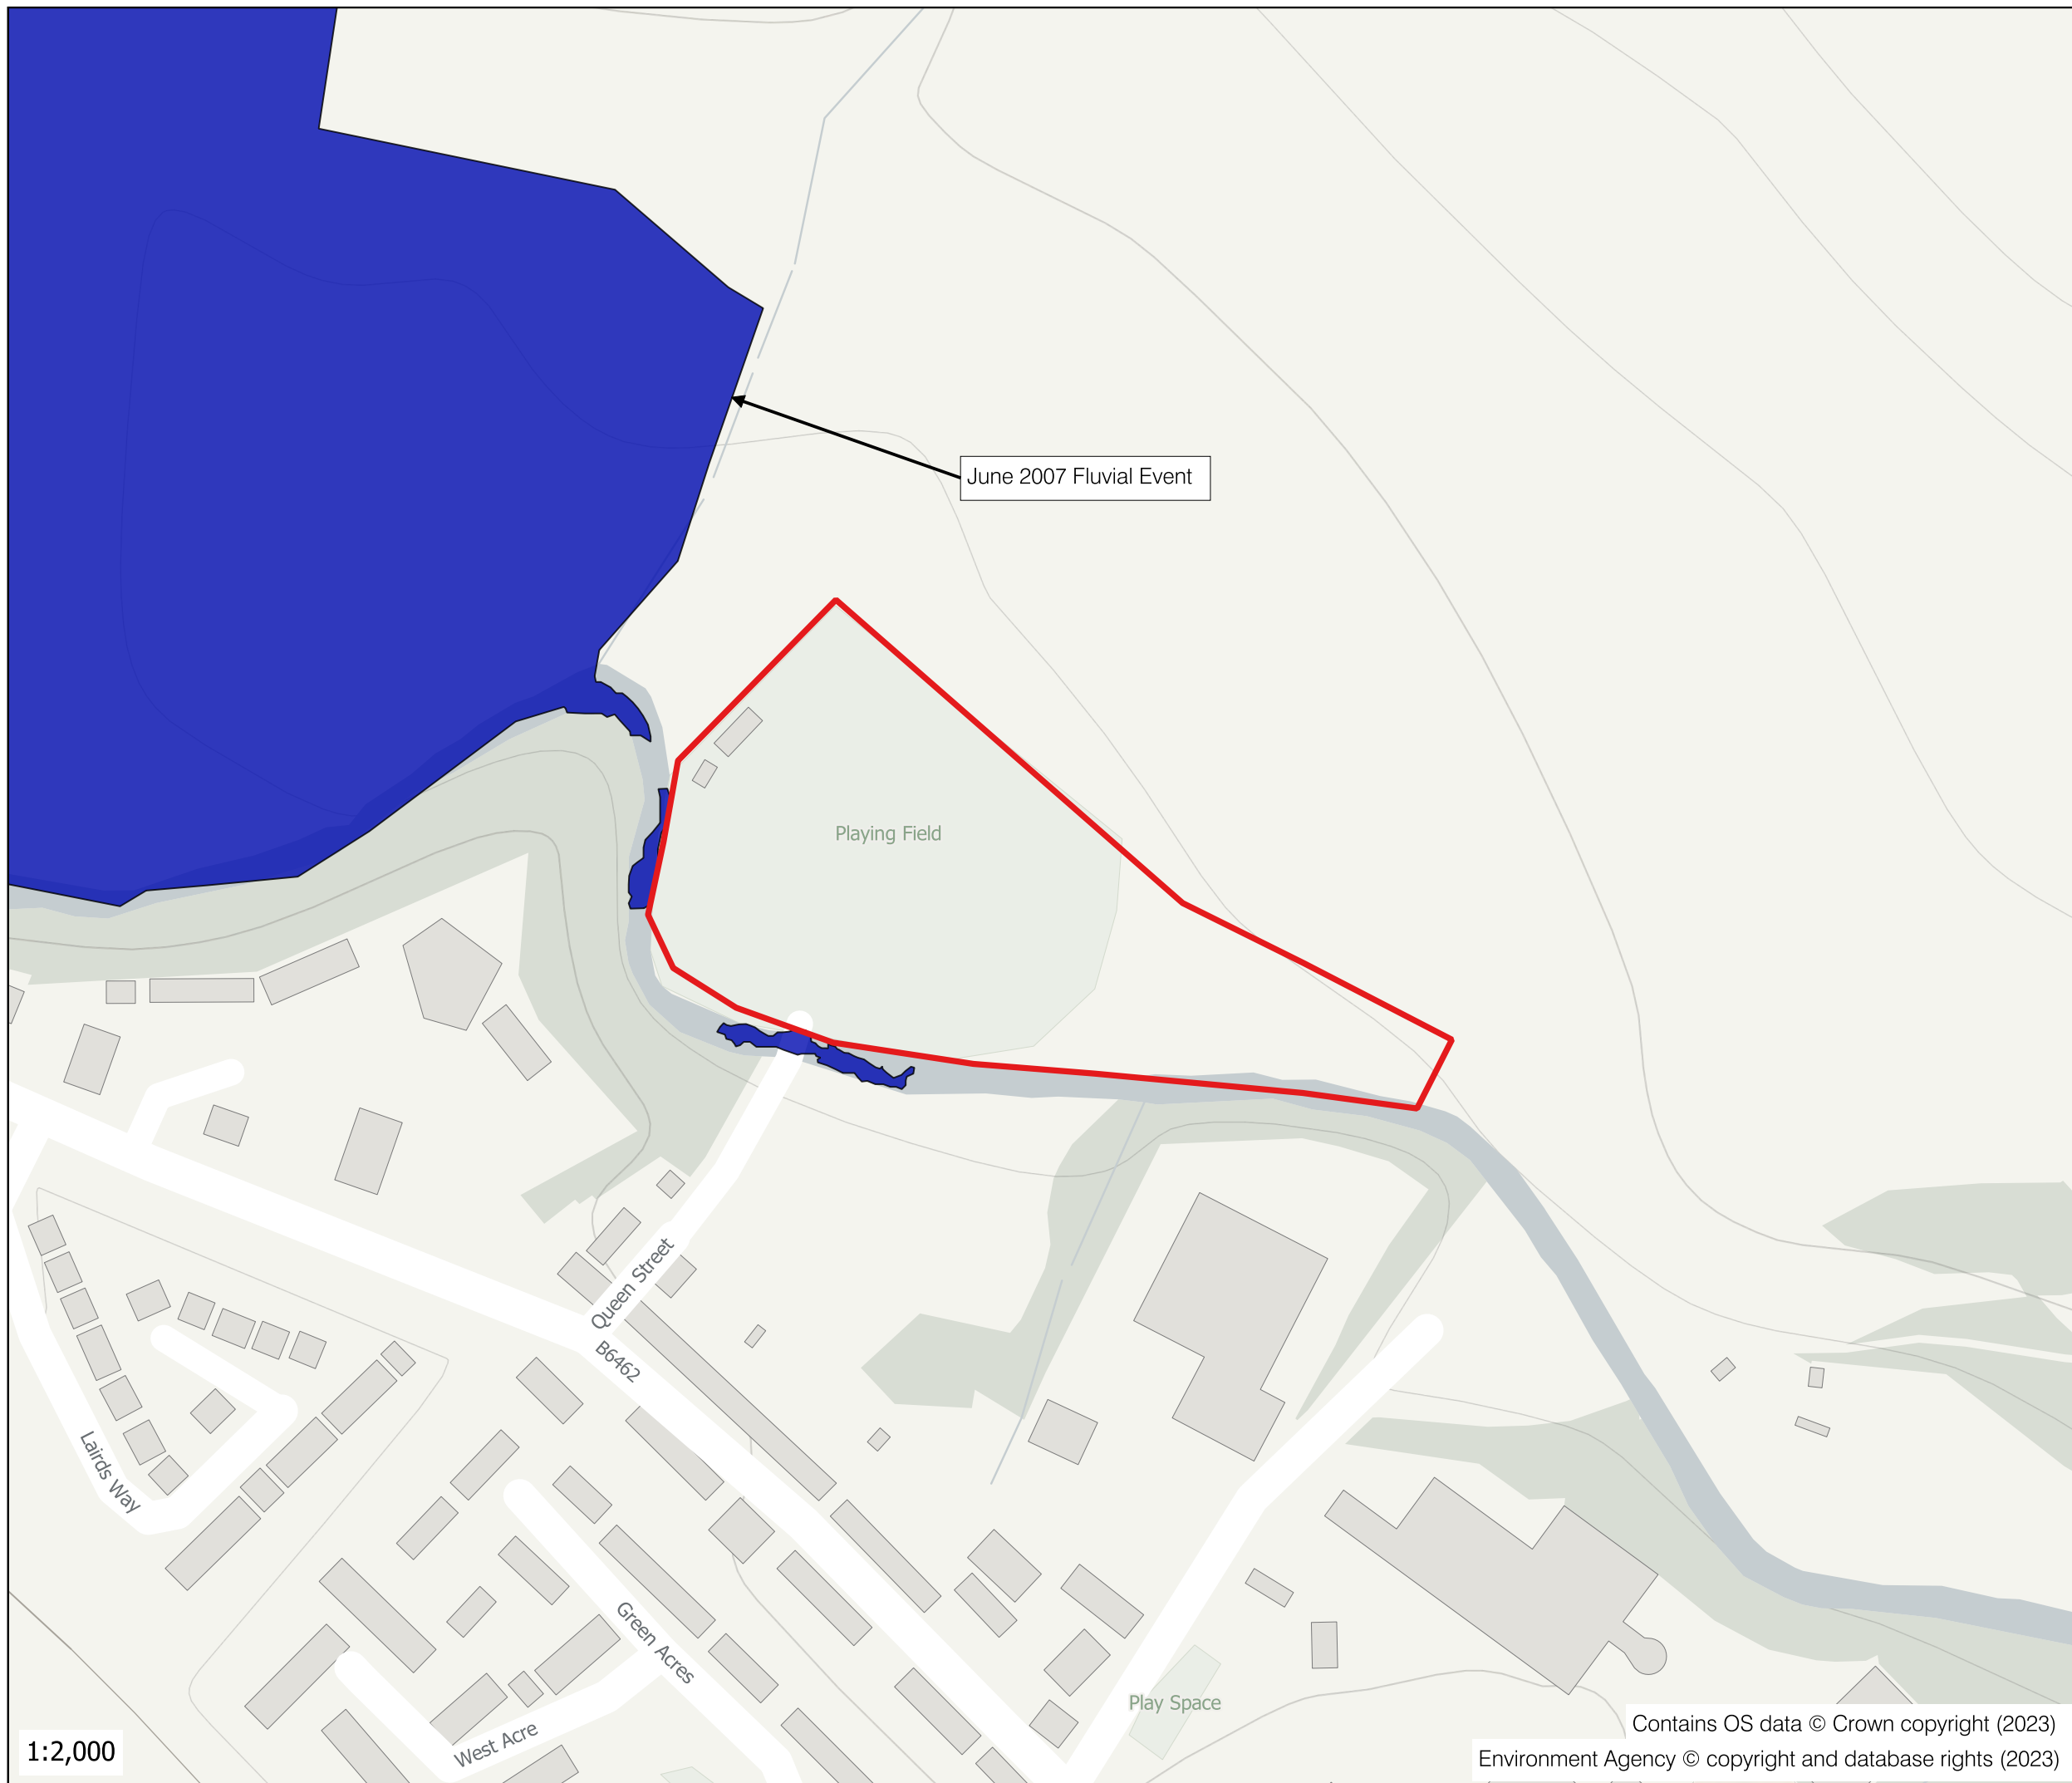 June 2007 Fluvial Event
Playing Field
Queen Street
B6462
Lairds Way
Green Acres
West Acre
Play Space
1:2,000
Contains OS data © Crown copyright (2023)
Environment Agency © copyright and database rights (2023)